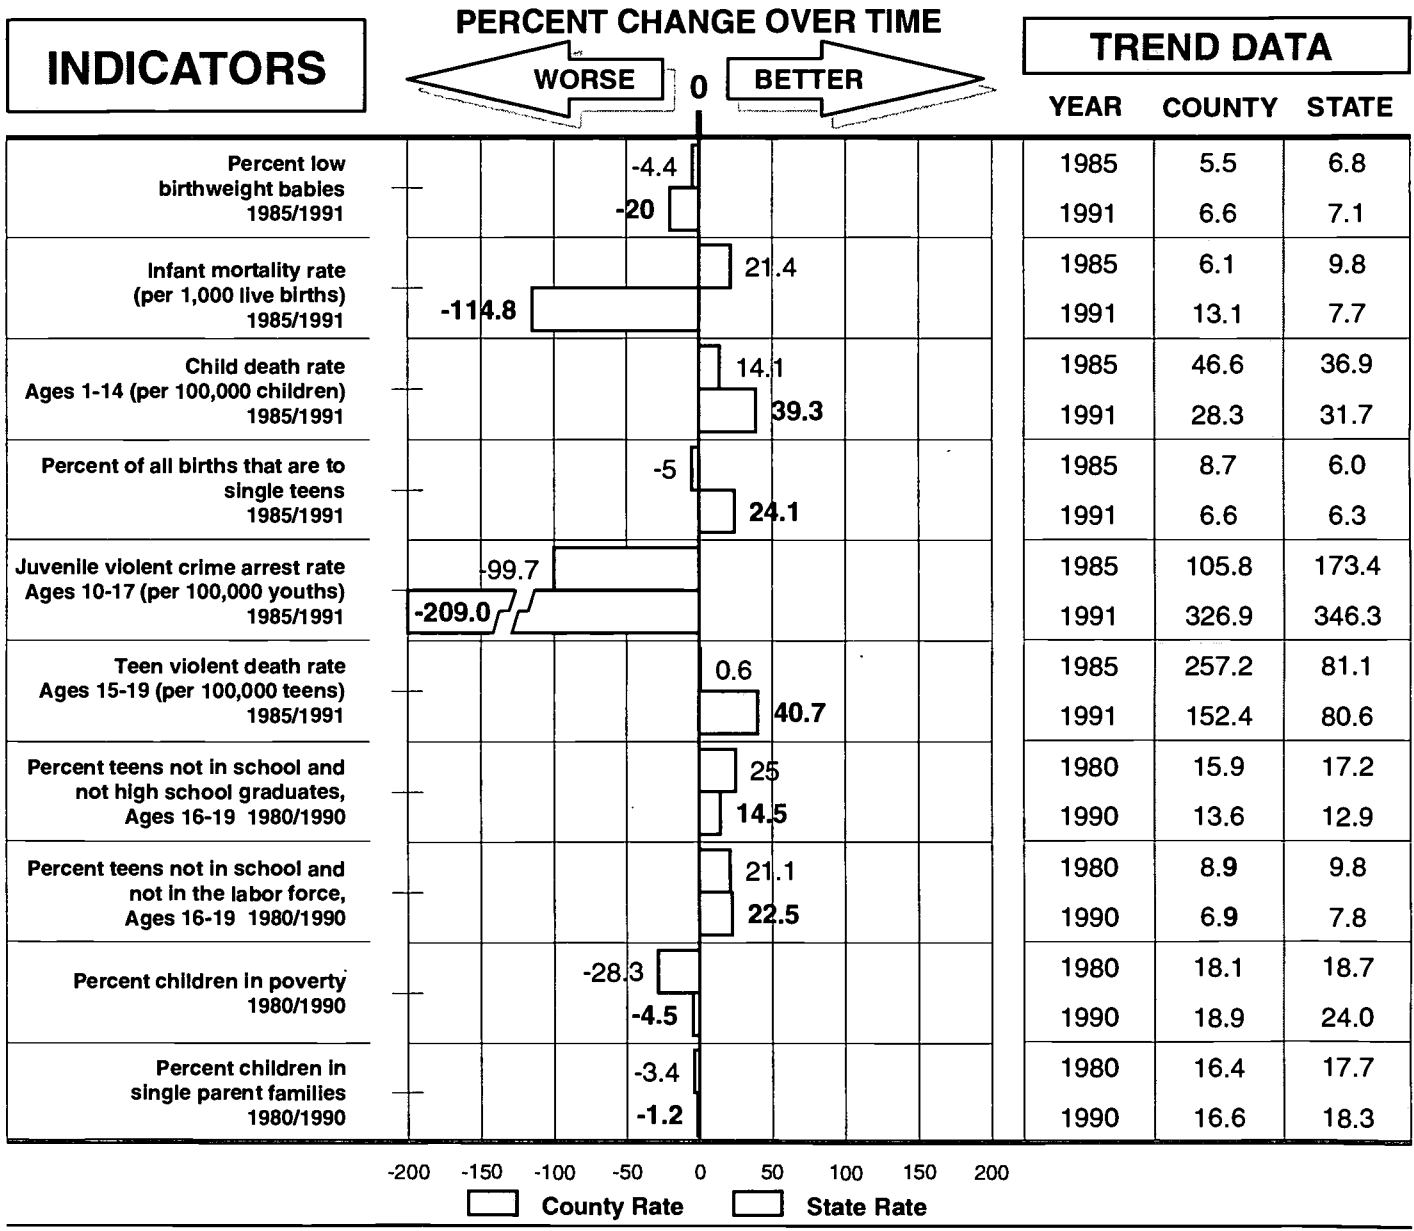 INDICATORS
PERCENT CHANGE OVER TIME
WORSE 0 BETTER
TREND DATA
YEAR COUNTY STATE
Percent low
birthweight babies
1985/1991
-4.4
-20
1985 5.5 6.8
1991 6.6 7.1
Infant mortality rate
(per 1,000 live births)
1985/1991
21.4
-114.8
1985 6.1 9.8
1991 13.1 7.7
Child death rate
Ages 1-14 (per 100,000 children)
1985/1991
14.1
39.3
1985 46.6 36.9
1991 28.3 31.7
Percent of all births that are to
single teens
1985/1991
-5
24.1
1985 8.7 6.0
1991 6.6 6.3
Juvenile violent crime arrest rate
Ages 10-17 (per 100,000 youths)
1985/1991
-99.7
-209.0
1985 105.8 173.4
1991 326.9 346.3
Teen violent death rate
Ages 15-19 (per 100,000 teens)
1985/1991
0.6
40.7
1985 257.2 81.1
1991 152.4 80.6
Percent teens not in school and
not high school graduates,
Ages 16-19 1980/1990
25
14.5
1980 15.9 17.2
1990 13.6 12.9
Percent teens not in school and
not in the labor force,
Ages 16-19 1980/1990
21.1
22.5
1980 8.9 9.8
1990 6.9 7.8
Percent children in poverty
1980/1990
-28.3
-4.5
1980 18.1 18.7
1990 18.9 24.0
Percent children in
single parent families
1980/1990
-3.4
-1.2
1980 16.4 17.7
1990 16.6 18.3
-200 -150 -100 -50 0 50 100 150 200
County Rate State Rate